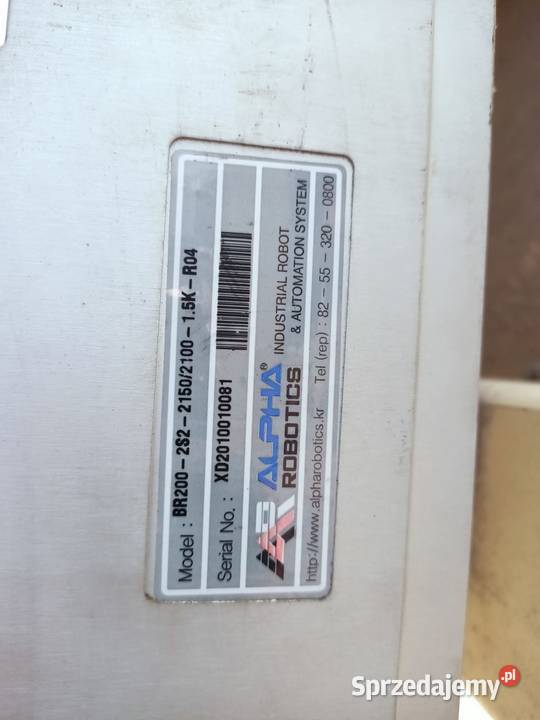 Model : BR200-2S2-2150/2100-1.5K-R04
Serial No. : XD2010010081
AR ALPHA® ROBOTICS
INDUSTRIAL ROBOT
& AUTOMATION SYSTEM
http://www.alpharobotics.kr Tel (rep) : 82-55-320-0800
Sprzedajemy.pl